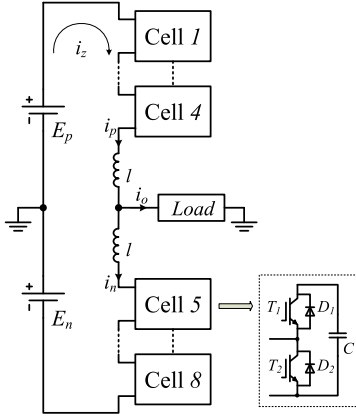 Cell 1
i_z
Cell 4
+
-
E_p
i_p
l
i_o
Load
l
+
-
E_n
i_n
Cell 5
T_1
D_1
C
T_2
D_2
Cell 8